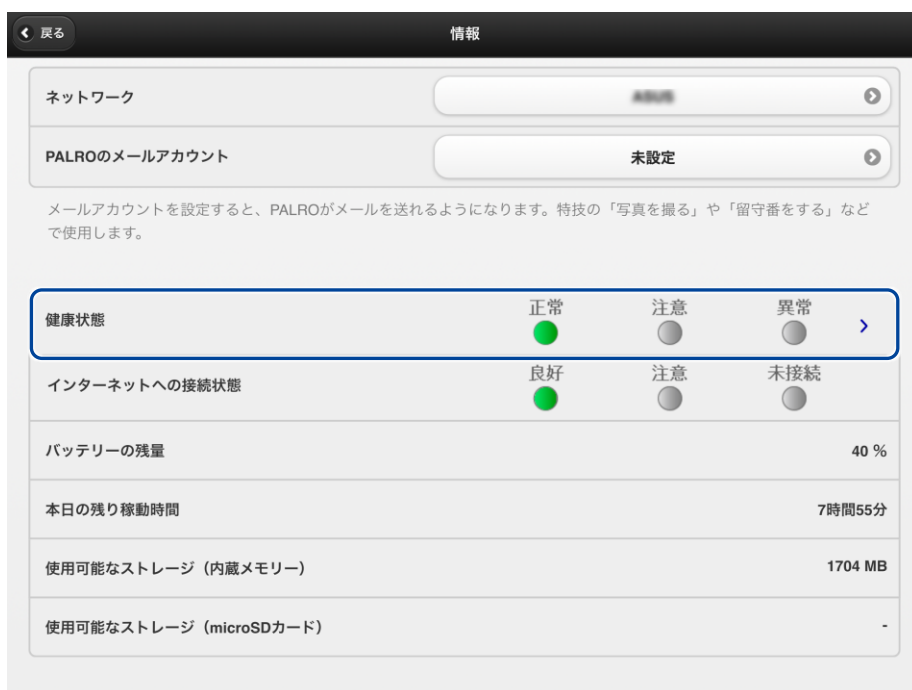 戻る
情報
ネットワーク
PALROのメールアカウント 未設定
メールアカウントを設定すると、PALROがメールを送れるようになります。特技の「写真を撮る」や「留守番をする」など
で使用します。
健康状態 正常 注意 異常
インターネットへの接続状態 良好 注意 未接続
バッテリーの残量 40 %
本日の残り稼動時間 7時間55分
使用可能なストレージ（内蔵メモリー） 1704 MB
使用可能なストレージ（microSDカード） -